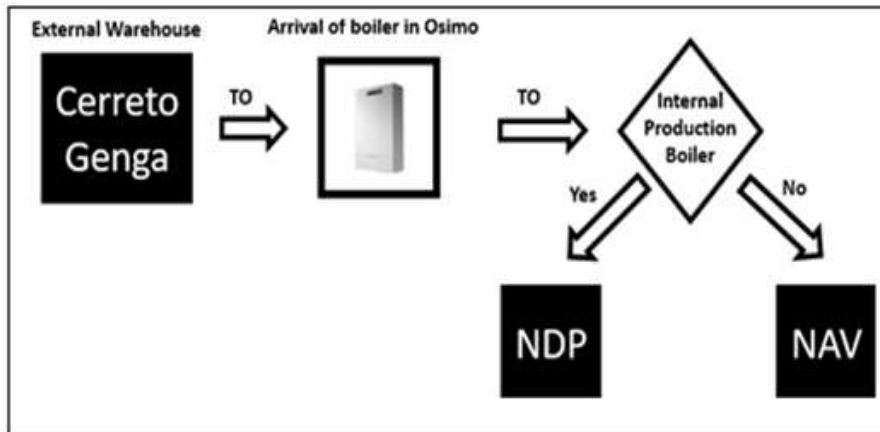 External Warehouse
Arrival of boiler in Osimo
Cerreto
Genga
TO
TO
Internal
Production
Boiler
Yes
No
NDP
NAV